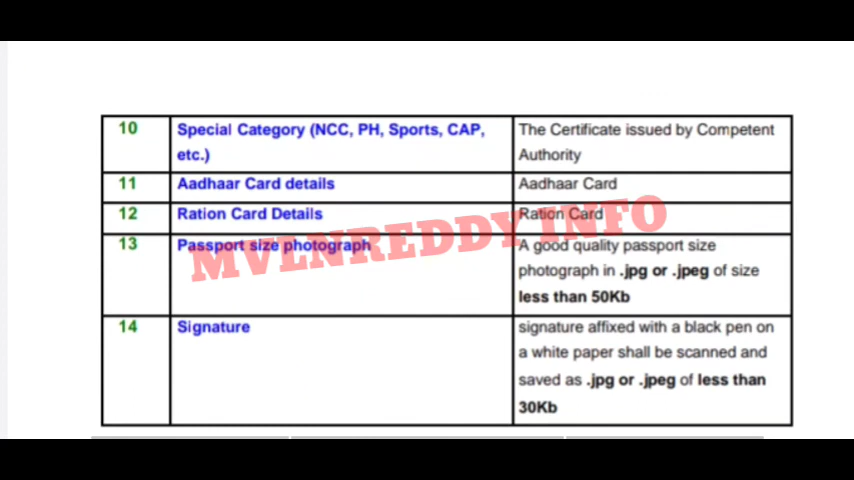 10 Special Category (NCC, PH, Sports, CAP, The Certificate issued by Competent
etc.) Authority
11 Aadhaar Card details Aadhaar Card
12 Ration Card Details Ration Card
13 Passport size photograph A good quality passport size
photograph in .jpg or .jpeg of size
less than 50Kb
14 Signature signature affixed with a black pen on
a white paper shall be scanned and
saved as .jpg or .jpeg of less than
30Kb
MVLNREDDY INFO